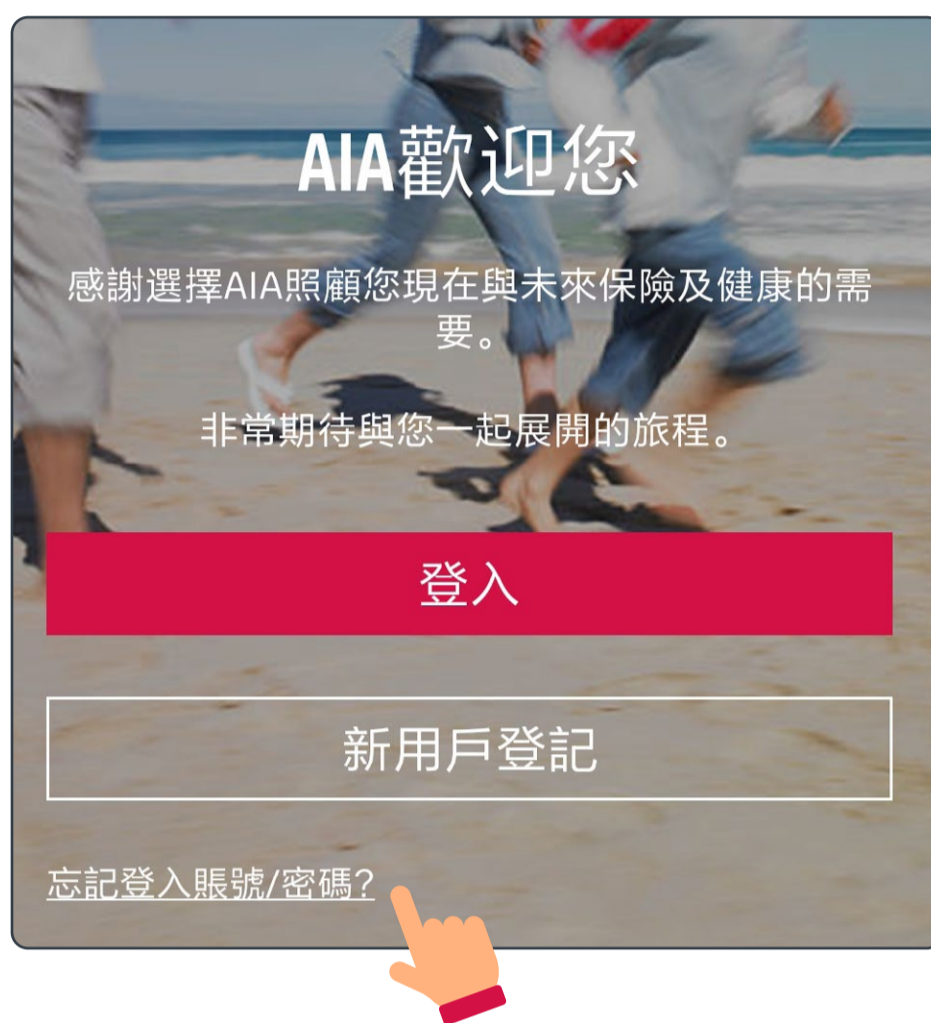 AIA歡迎您
感謝選擇AIA照顧您現在與未來保險及健康的需
要。
非常期待與您一起展開的旅程。
登入
新用戶登記
忘記登入賬號/密碼?